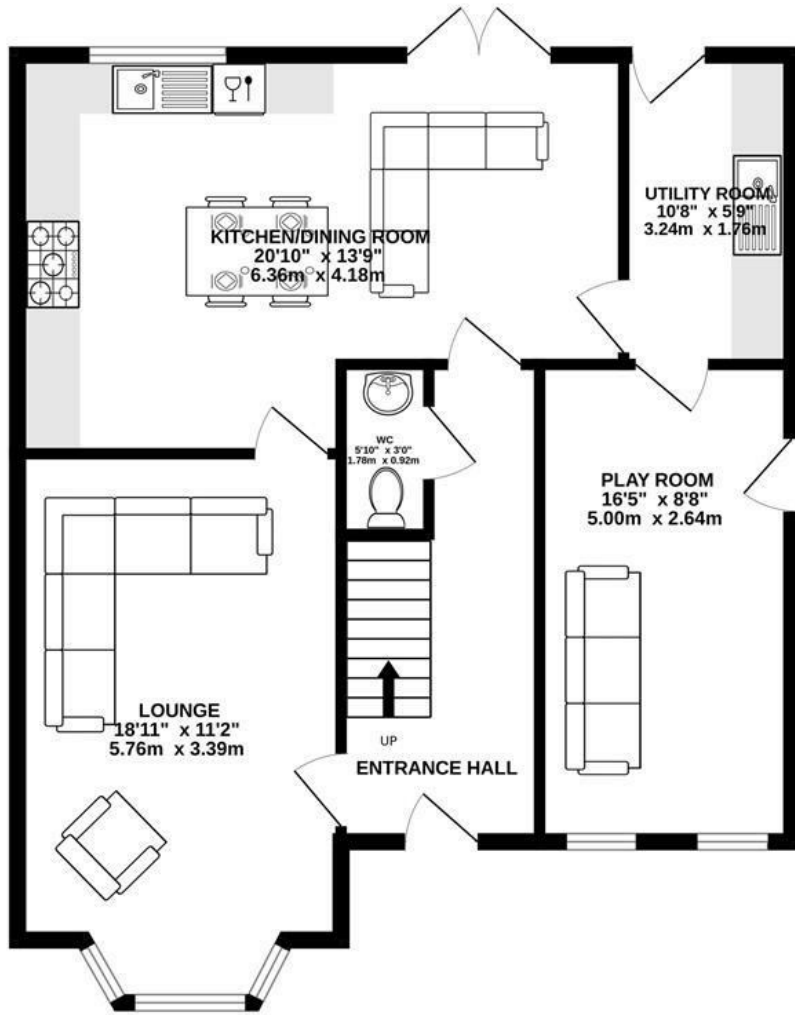 KITCHEN/DINING ROOM
20'10" x 13'9"
6.36m x 4.18m
UTILITY ROOM
10'8" x 5'9"
3.24m x 1.76m
WC
5'10" x 3'0"
1.78m x 0.92m
PLAY ROOM
16'5" x 8'8"
5.00m x 2.64m
LOUNGE
18'11" x 11'2"
5.76m x 3.39m
UP
ENTRANCE HALL